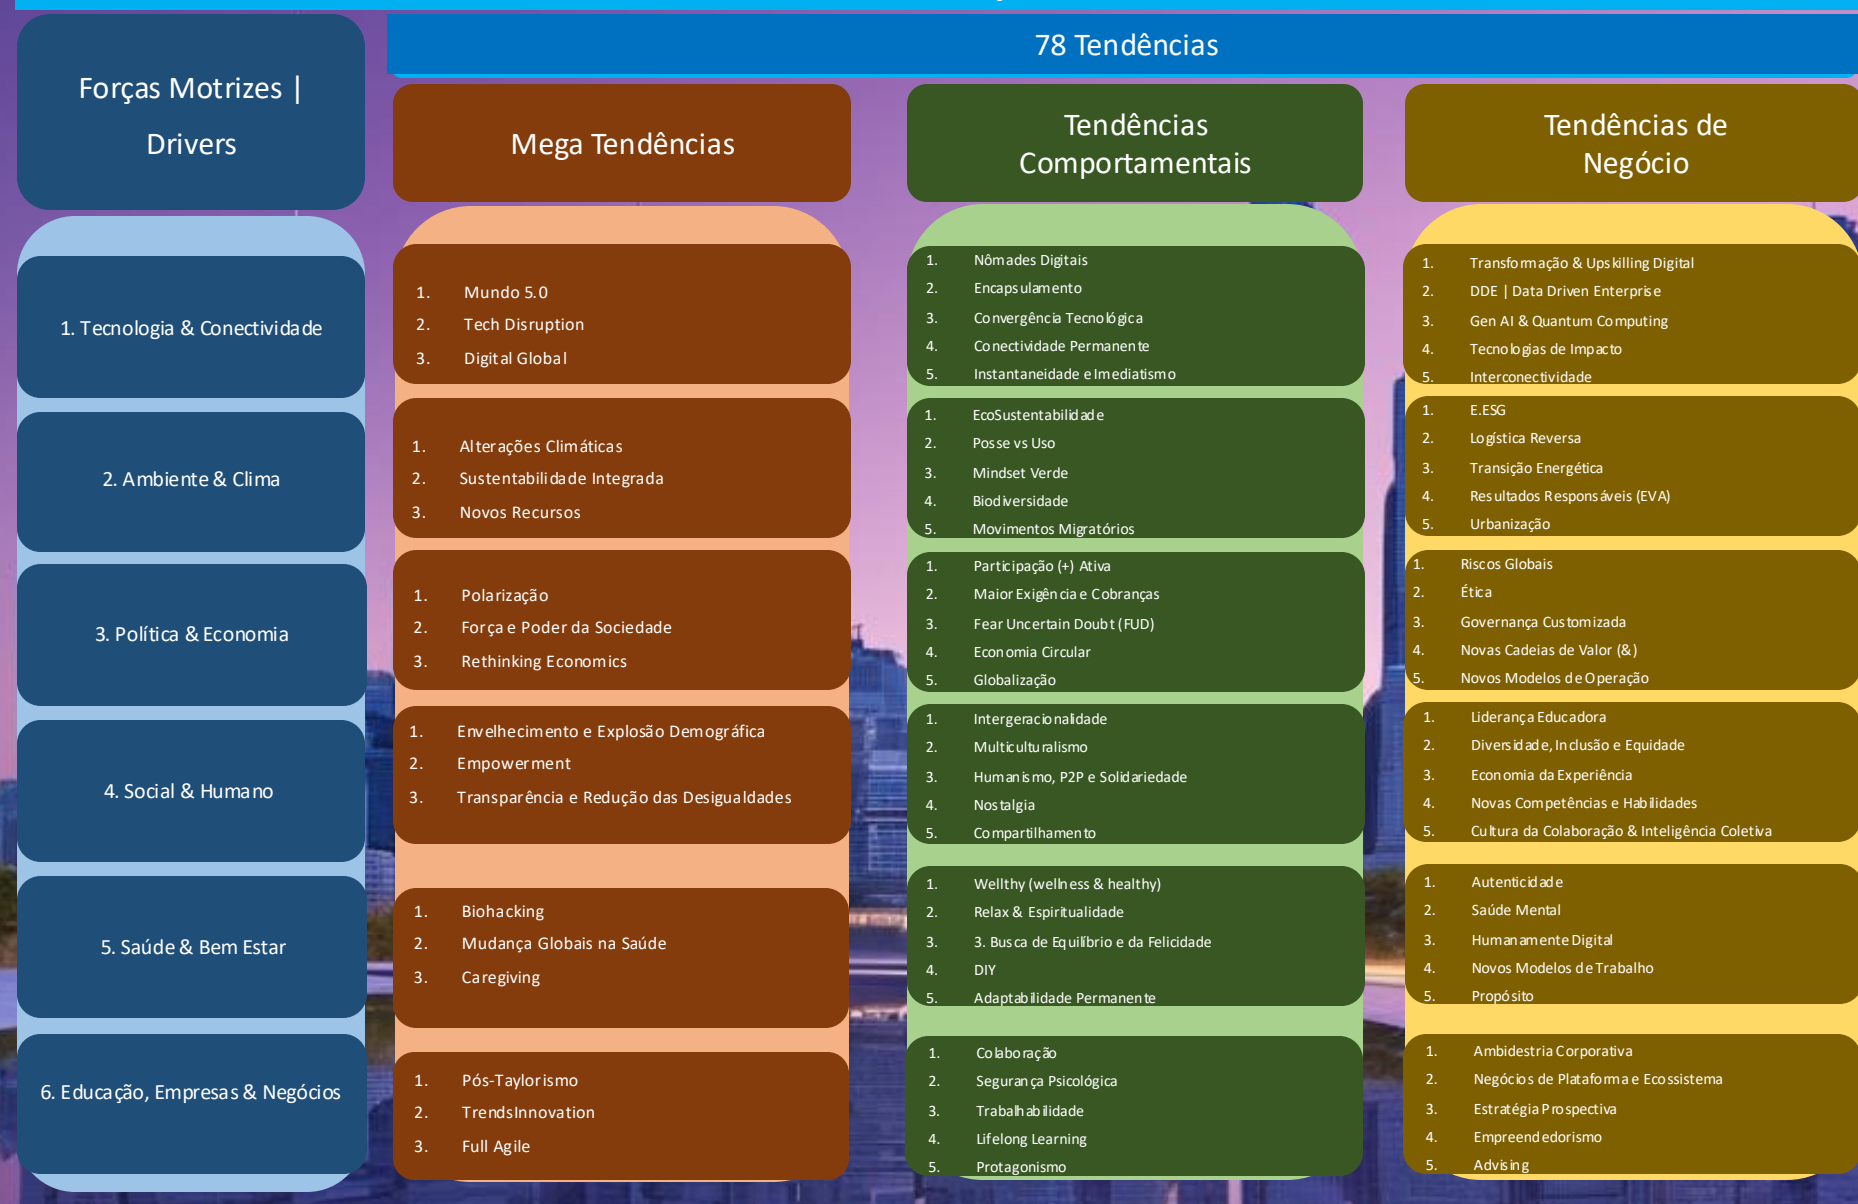 78 Tendências
Forças Motrizes |
Drivers
Mega Tendências
Tendências
Comportamentais
Tendências de
Negócio
1. Tecnologia & Conectividade
1. Mundo 5.0
2. Tech Disruption
3. Digital Global
1. Nômades Digitais
2. Encapsulamento
3. Convergência Tecnológica
4. Conectividade Permanente
5. Instantaneidade e Imediatismo
1. Transformação & Upskilling Digital
2. DDE | Data Driven Enterprise
3. Gen AI & Quantum Computing
4. Tecnologias de Impacto
5. Interconectividade
2. Ambiente & Clima
1. Alterações Climáticas
2. Sustentabilidade Integrada
3. Novos Recursos
1. EcoSustentabilidade
2. Posse vs Uso
3. Mindset Verde
4. Biodiversidade
5. Movimentos Migratórios
1. E.ESG
2. Logística Reversa
3. Transição Energética
4. Resultados Responsáveis (EVA)
5. Urbanização
3. Política & Economia
1. Polarização
2. Força e Poder da Sociedade
3. Rethinking Economics
1. Participação (+) Ativa
2. Maior Exigência e Cobranças
3. Fear Uncertain Doubt (FUD)
4. Economia Circular
5. Globalização
1. Riscos Globais
2. Ética
3. Governança Customizada
4. Novas Cadeias de Valor (&)
5. Novos Modelos de Operação
4. Social & Humano
1. Envelhecimento e Explosão Demográfica
2. Empowerment
3. Transparência e Redução das Desigualdades
1. Intergeracionalidade
2. Multiculturalismo
3. Humanismo, P2P e Solidariedade
4. Nostalgia
5. Compartilhamento
1. Liderança Educadora
2. Diversidade, Inclusão e Equidade
3. Economia da Experiência
4. Novas Competências e Habilidades
5. Cultura da Colaboração & Inteligência Coletiva
5. Saúde & Bem Estar
1. Biohacking
2. Mudança Globais na Saúde
3. Caregiving
1. Wellthy (wellness & healthy)
2. Relax & Espiritualidade
3. 3. Busca de Equilíbrio e da Felicidade
4. DIY
5. Adaptabilidade Permanente
1. Autenticidade
2. Saúde Mental
3. Humanamente Digital
4. Novos Modelos de Trabalho
5. Propósito
6. Educação, Empresas & Negócios
1. Pós-Taylorismo
2. TrendsInnovation
3. Full Agile
1. Colaboração
2. Segurança Psicológica
3. Trabalhabilidade
4. Lifelong Learning
5. Protagonismo
1. Ambidestria Corporativa
2. Negócios de Plataforma e Ecossistema
3. Estratégia Prospectiva
4. Empreendedorismo
5. Advising